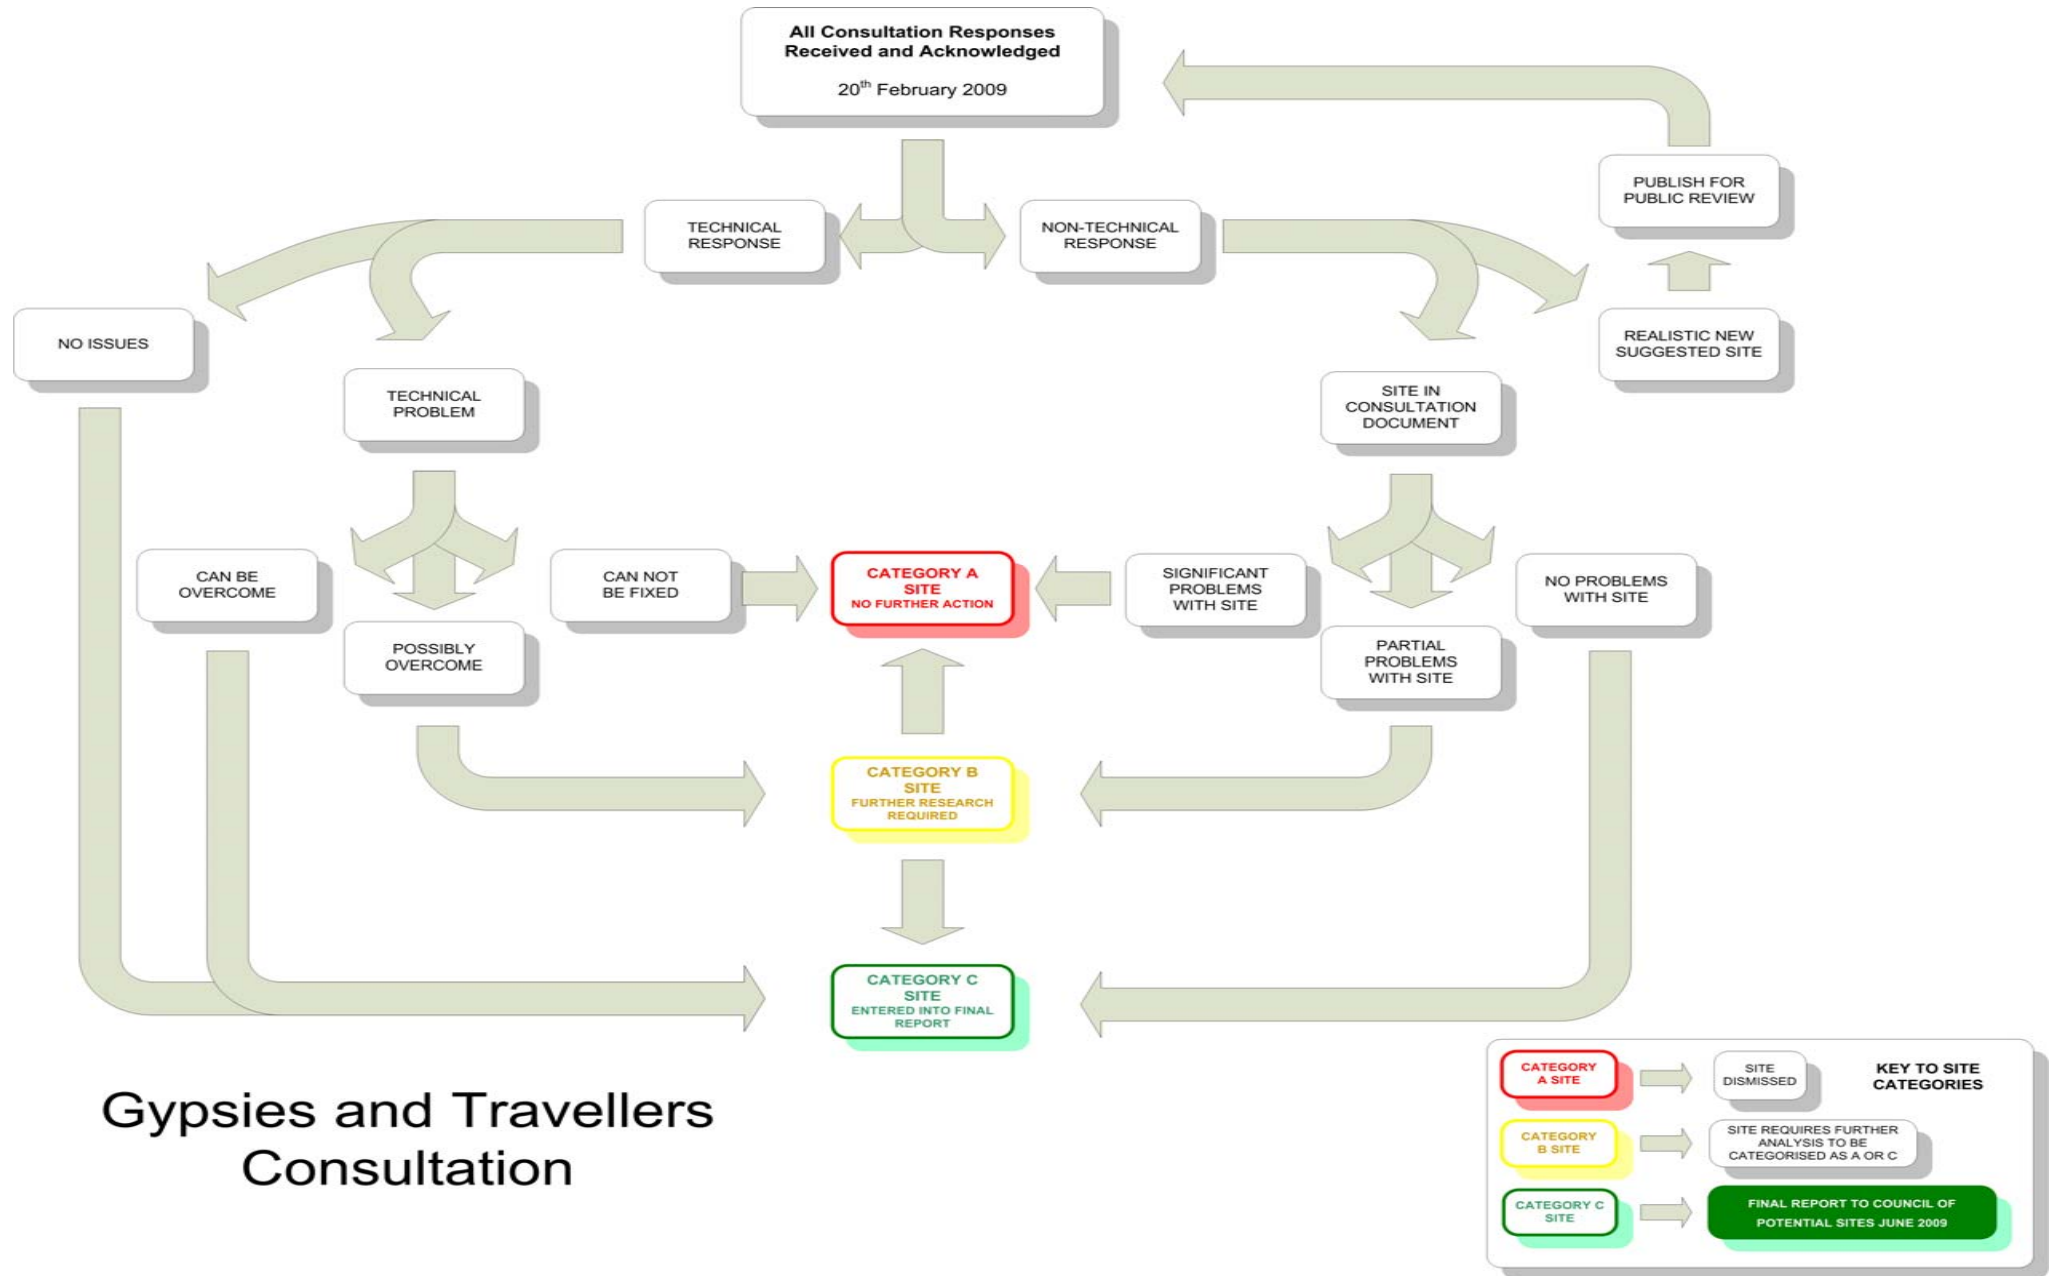 All Consultation Responses
Received and Acknowledged
20th February 2009
PUBLISH FOR
PUBLIC REVIEW
TECHNICAL
RESPONSE
NON-TECHNICAL
RESPONSE
NO ISSUES
REALISTIC NEW
SUGGESTED SITE
TECHNICAL
PROBLEM
SITE IN
CONSULTATION
DOCUMENT
CAN BE
OVERCOME
POSSIBLY
OVERCOME
CAN NOT
BE FIXED
CATEGORY A
SITE
NO FURTHER ACTION
SIGNIFICANT
PROBLEMS
WITH SITE
PARTIAL
PROBLEMS
WITH SITE
NO PROBLEMS
WITH SITE
CATEGORY B
SITE
FURTHER RESEARCH
REQUIRED
CATEGORY C
SITE
ENTERED INTO FINAL
REPORT
Gypsies and Travellers
Consultation
KEY TO SITE
CATEGORIES
CATEGORY
A SITE
SITE
DISMISSED
CATEGORY
B SITE
SITE REQUIRES FURTHER
ANALYSIS TO BE
CATEGORISED AS A OR C
CATEGORY C
SITE
FINAL REPORT TO COUNCIL OF
POTENTIAL SITES JUNE 2009